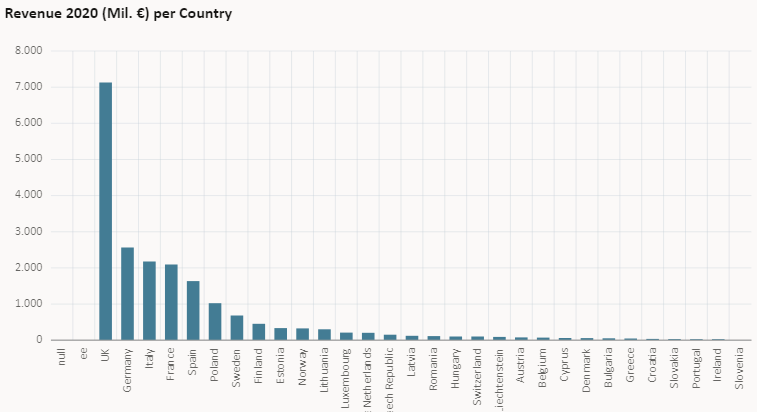 Revenue 2020 (Mil. €) per Country
8.000
7.000
6.000
5.000
4.000
3.000
2.000
1.000
0
null
ee
UK
Germany
Italy
France
Spain
Poland
Sweden
Finland
Estonia
Norway
Lithuania
Luxembourg
Netherlands
ech Republic
Latvia
Romania
Hungary
Switzerland
iechtenstein
Austria
Belgium
Cyprus
Denmark
Bulgaria
Greece
Croatia
Slovakia
Portugal
Ireland
Slovenia